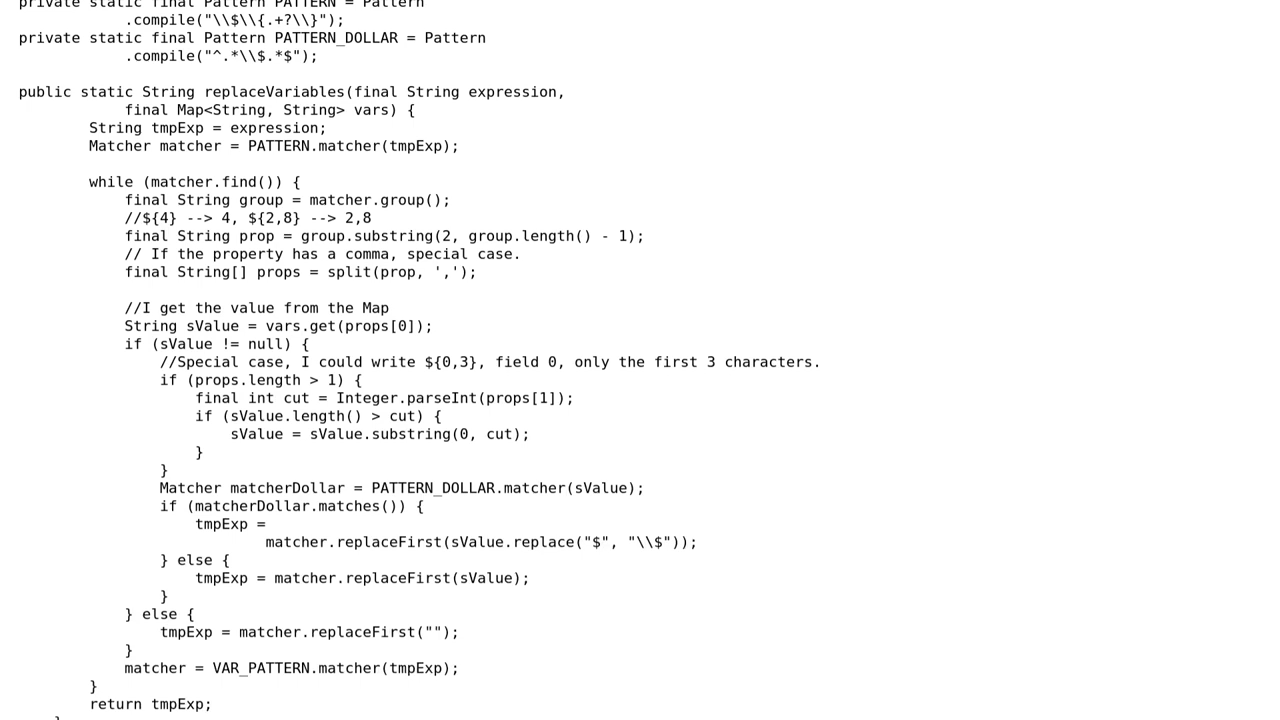 private static final Pattern PATTERN = Pattern
.compile("\\$\\{.+?\\}");
private static final Pattern PATTERN_DOLLAR = Pattern
.compile("^.*\\$.*$");
public static String replaceVariables(final String expression,
final Map<String, String> vars) {
String tmpExp = expression;
Matcher matcher = PATTERN.matcher(tmpExp);
while (matcher.find()) {
final String group = matcher.group();
//${4} --> 4, ${2,8} --> 2,8
final String prop = group.substring(2, group.length() - 1);
// If the property has a comma, special case.
final String[] props = split(prop, ',');
//I get the value from the Map
String sValue = vars.get(props[0]);
if (sValue != null) {
//Special case, I could write ${0,3}, field 0, only the first 3 characters.
if (props.length > 1) {
final int cut = Integer.parseInt(props[1]);
if (sValue.length() > cut) {
sValue = sValue.substring(0, cut);
}
}
Matcher matcherDollar = PATTERN_DOLLAR.matcher(sValue);
if (matcherDollar.matches()) {
tmpExp =
matcher.replaceFirst(sValue.replace("$", "\\$"));
} else {
tmpExp = matcher.replaceFirst(sValue);
}
} else {
tmpExp = matcher.replaceFirst("");
}
matcher = VAR_PATTERN.matcher(tmpExp);
}
return tmpExp;
}